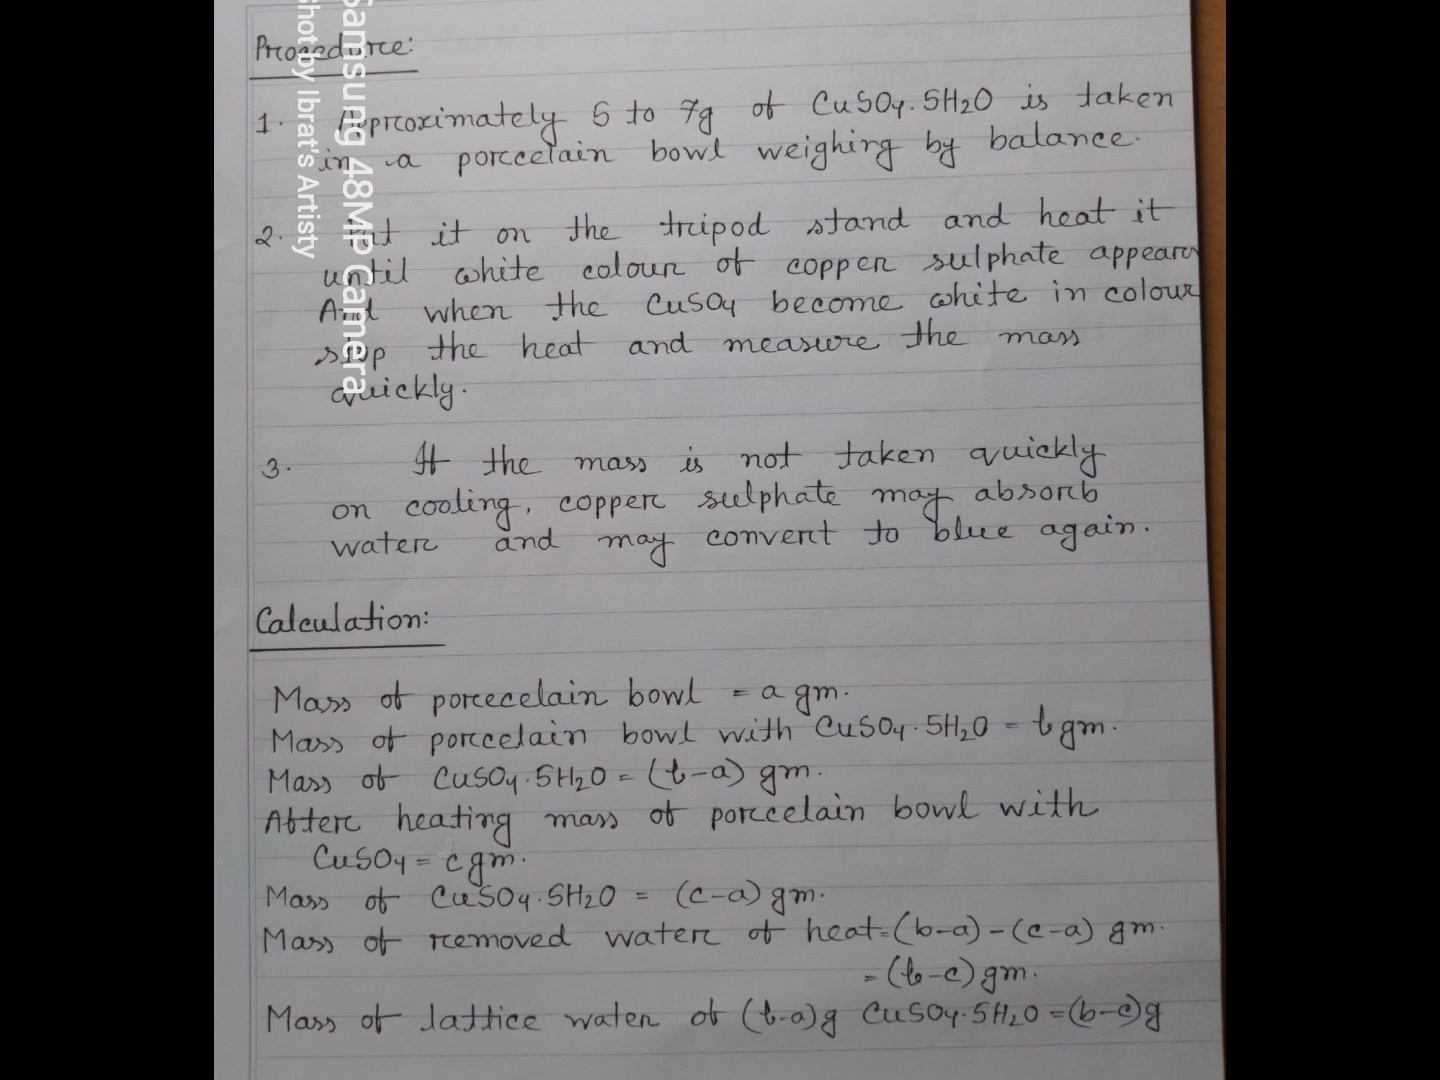 Procedure:
1. Approximately 5 to 7g of CuSO4.5H2O is taken
in a porcelain bowl weighing by balance.
2. Put it on the tripod stand and heat it
until white colour of copper sulphate appears
And when the CuSO4 become white in colour
stop the heat and measure the mass
quickly.
3. If the mass is not taken quickly
on cooling, copper sulphate may absorb
water and may convert to blue again.
Calculation:
Mass of porecelain bowl = a gm.
Mass of porcelain bowl with CuSO4.5H2O = b gm.
Mass of CuSO4.5H2O = (b-a) gm.
After heating mass of porcelain bowl with
CuSO4 = c gm.
Mass of CuSO4.5H2O = (c-a) gm.
Mass of removed water of heat = (b-a) - (c-a) gm.
= (b-c) gm.
Mass of lattice water of (b-a)g CuSO4.5H2O = (b-c)g
Samsung 48MP Camera
Shot by Ibrat's Artisty